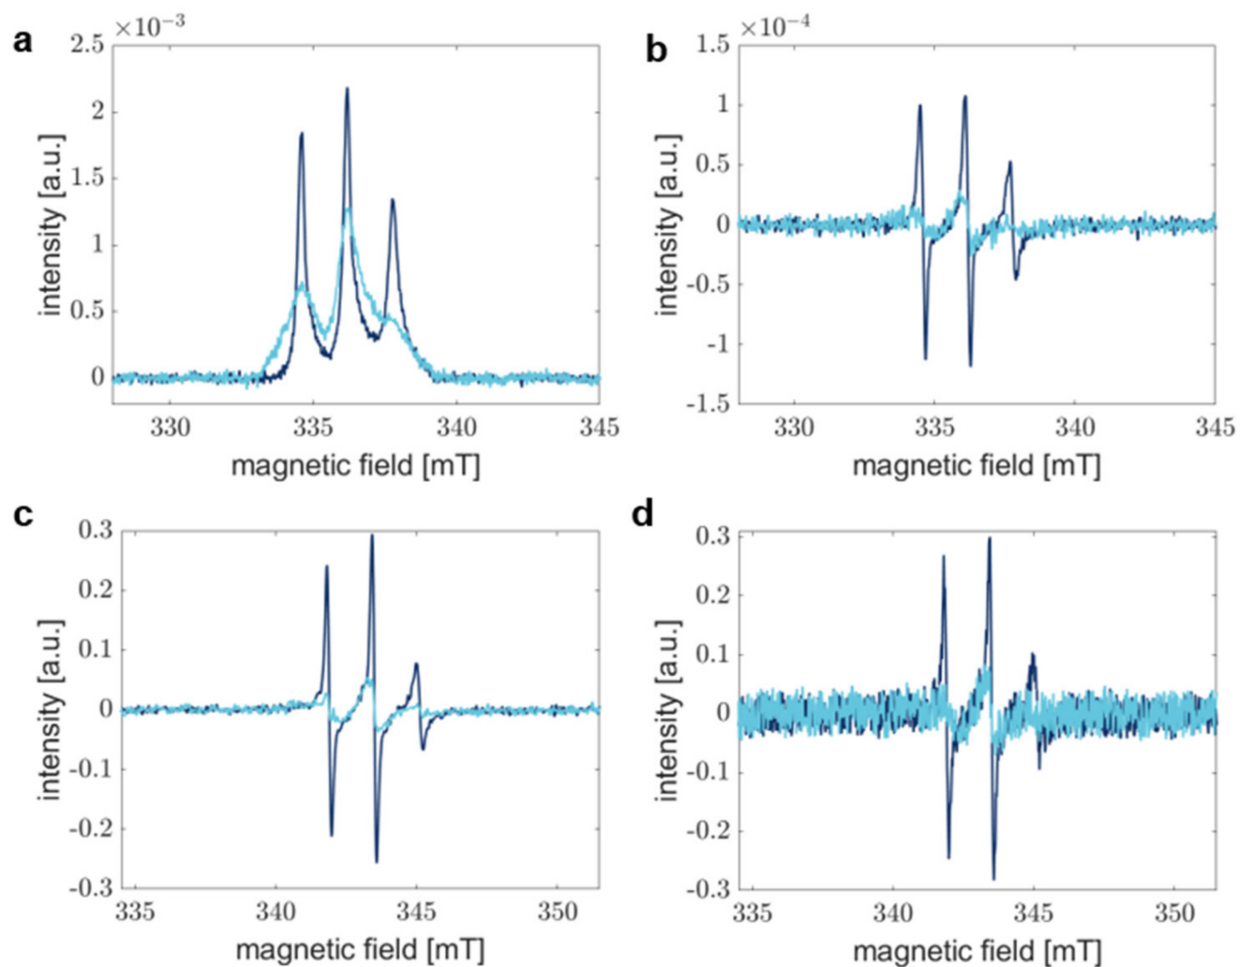 a
×10⁻³
2.5
2
1.5
1
0.5
0
intensity [a.u.]
330 335 340 345
magnetic field [mT]
b
×10⁻⁴
1.5
1
0.5
0
-0.5
-1
-1.5
intensity [a.u.]
330 335 340 345
magnetic field [mT]
c
0.3
0.2
0.1
0
-0.1
-0.2
-0.3
intensity [a.u.]
335 340 345 350
magnetic field [mT]
d
0.3
0.2
0.1
0
-0.1
-0.2
-0.3
intensity [a.u.]
335 340 345 350
magnetic field [mT]